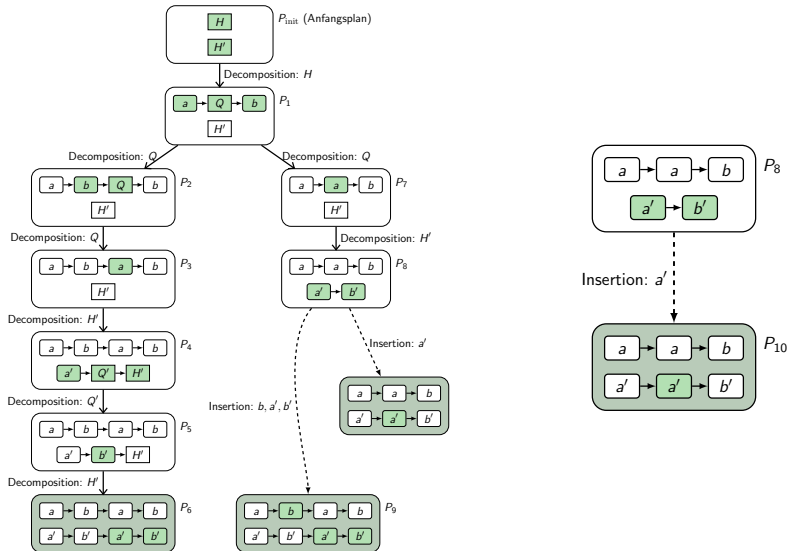 H P_init (Anfangsplan)
H′
Decomposition: H
a Q b P_1
H′
Decomposition: Q Decomposition: Q
a b Q b P_2
H′
a a b P_7
H′
Decomposition: Q
Decomposition: H′
a b a b P_3
H′
a a b P_8
a′ b′
Decomposition: H′
Insertion: a′
a b a b P_4
a′ Q′ H′
a a b
a′ a′ b′
Decomposition: Q′
Insertion: b, a′, b′
a b a b P_5
a′ b′ H′
Decomposition: H′
a b a b P_6
a′ b′ a′ b′
a b a b P_9
a′ b′ a′ b′
a a b P_8
a′ b′
Insertion: a′
a a b P_10
a′ a′ b′